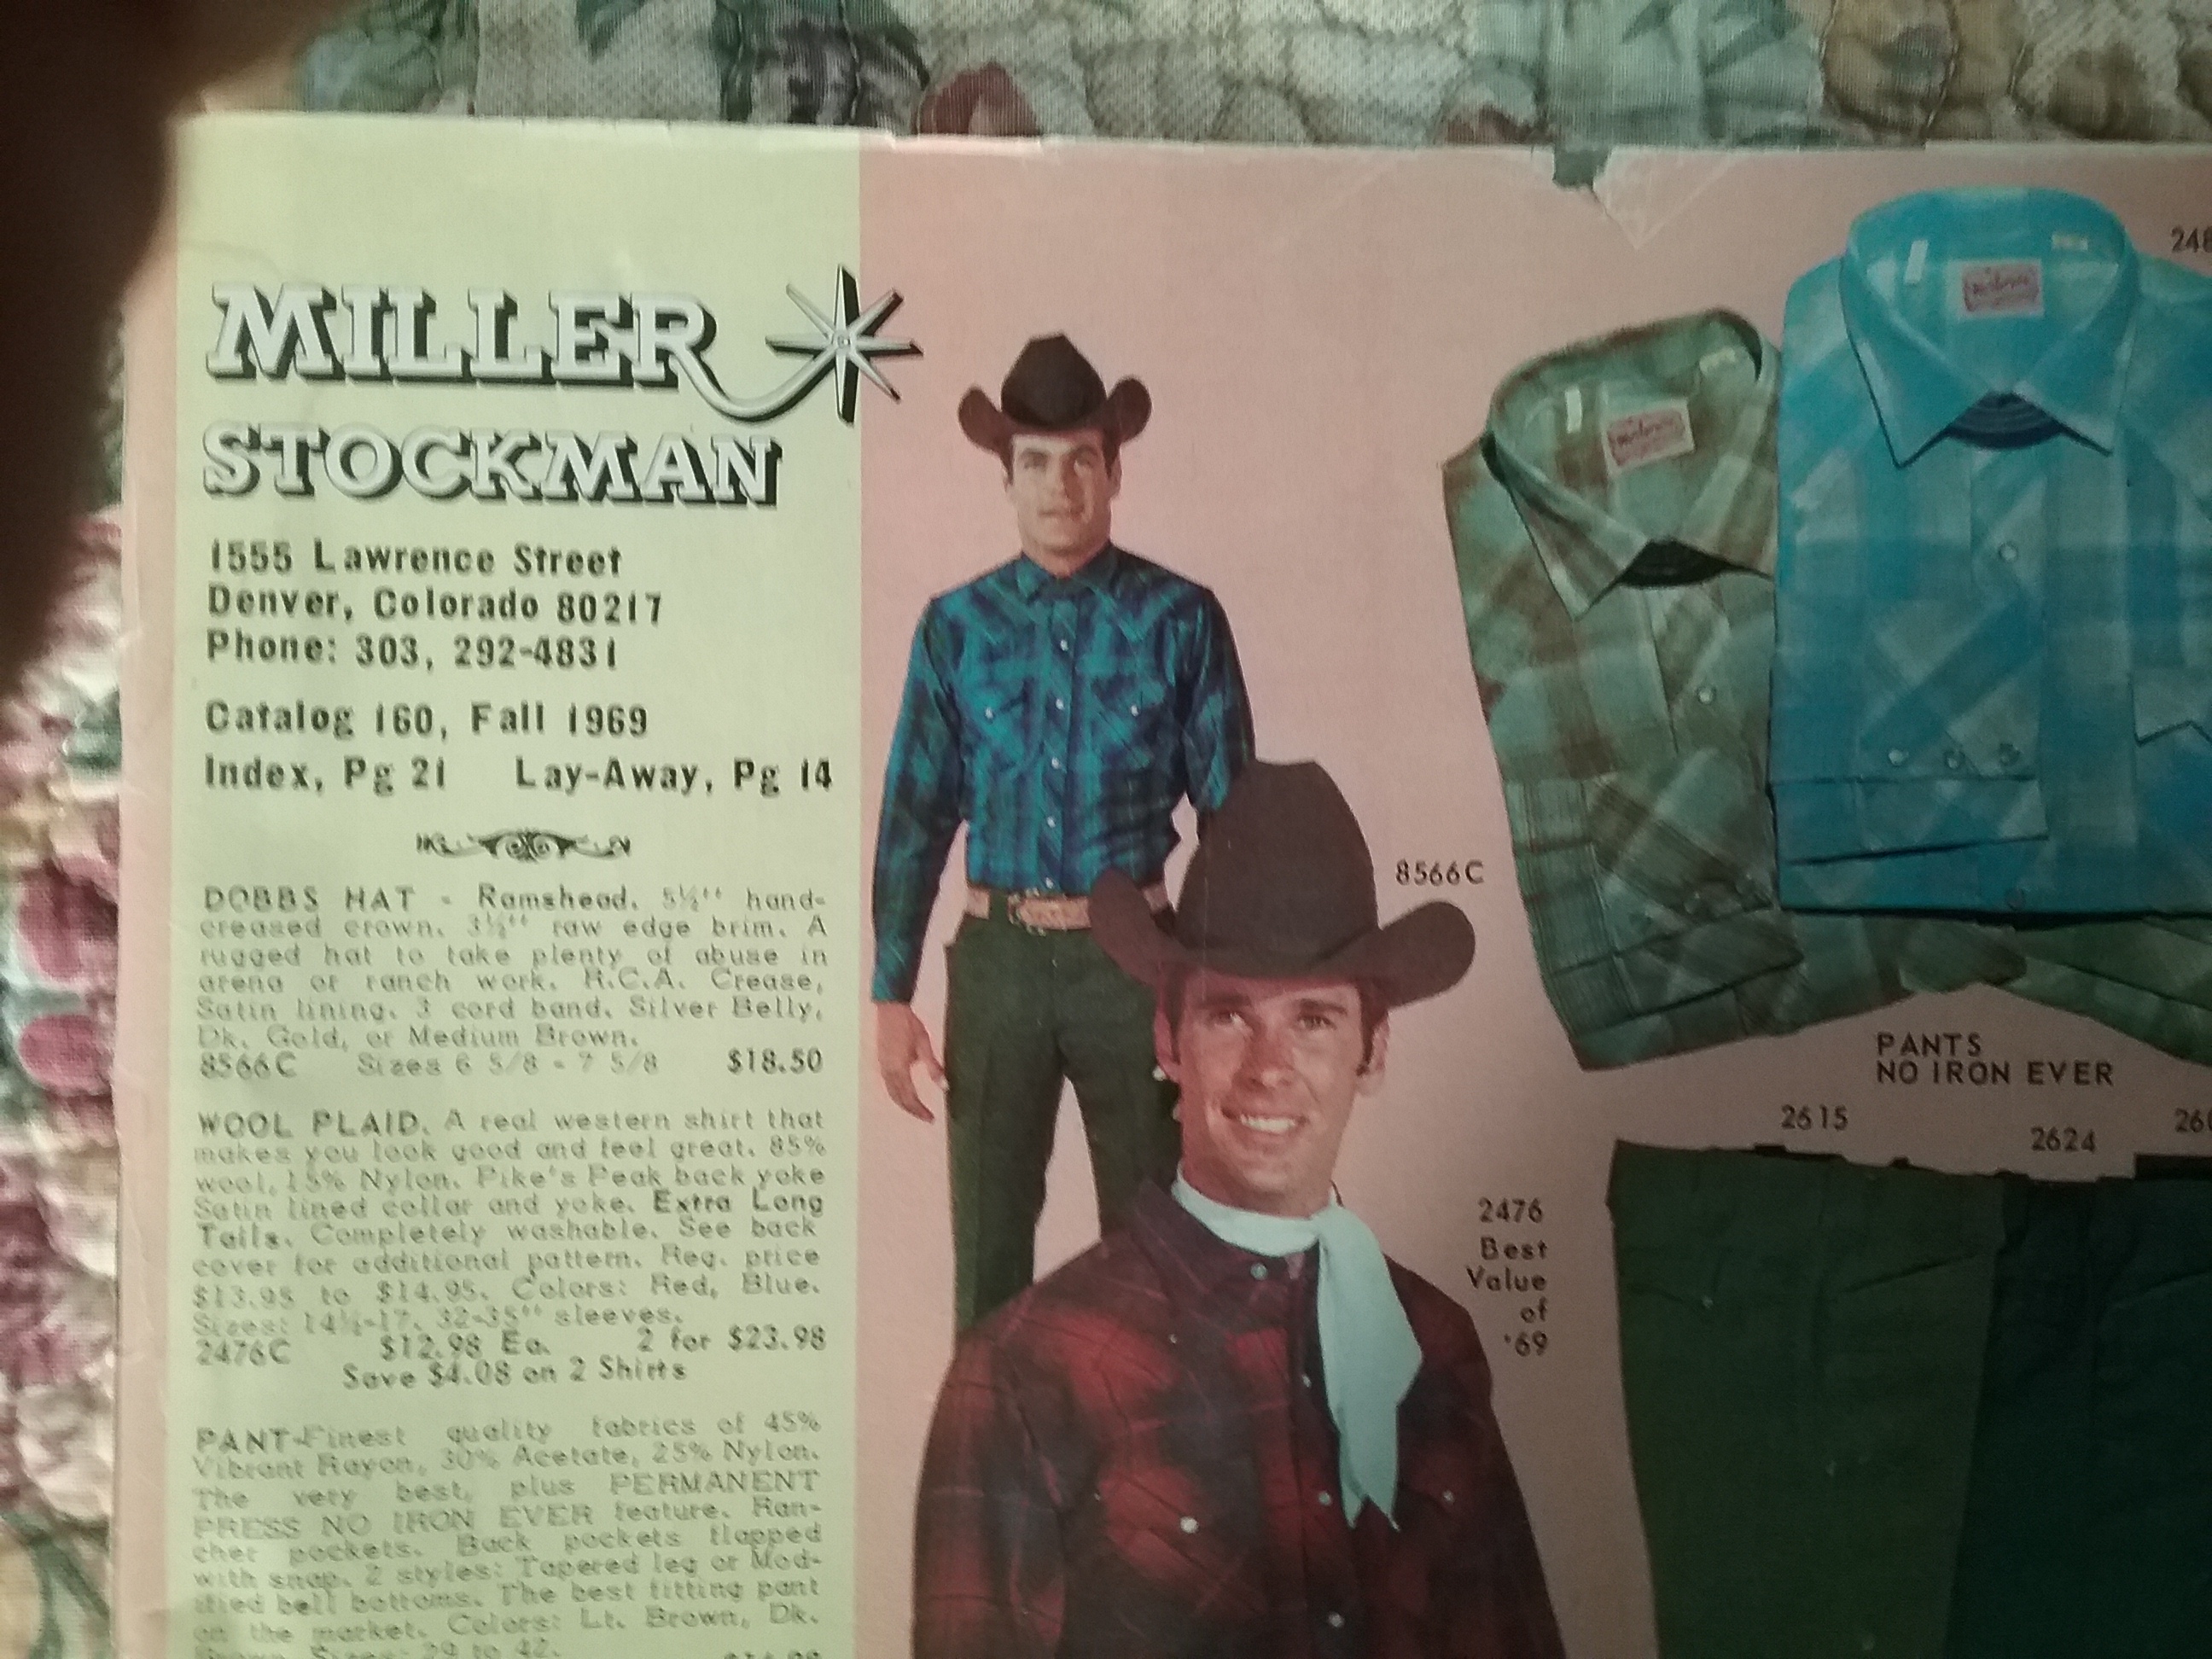 MILLER
STOCKMAN
1555 Lawrence Street
Denver, Colorado 80217
Phone: 303, 292-4831
Catalog 160, Fall 1969
Index, Pg 21 Lay-Away, Pg 14
DOBBS HAT - Ramshead. 5½" hand-
creased crown. 3½" raw edge brim. A
rugged hat to take plenty of abuse in
arena or ranch work. R.C.A. Crease,
Satin lining. 3 cord band. Silver Belly,
Dk. Gold, or Medium Brown.
8566C Sizes 6 5/8 - 7 5/8 $18.50
WOOL PLAID. A real western shirt that
makes you look good and feel great. 85%
wool, 15% Nylon. Pike's Peak back yoke
Satin lined collar and yoke. Extra Long
Tails. Completely washable. See back
cover for additional pattern. Reg. price
$13.95 to $14.95. Colors: Red, Blue.
Sizes: 14½-17, 32-35" sleeves.
2476C $12.98 Ea. 2 for $23.98
Save $4.08 on 2 Shirts
PANT-Finest quality fabrics of 45%
Vibrant Rayon, 30% Acetate, 25% Nylon.
The very best, plus PERMANENT
PRESS NO IRON EVER feature. Ran-
cher pockets. Back pockets flapped
with snap. 2 styles: Tapered leg or Mod-
ified bell bottoms. The best fitting pant
on the market. Colors: Lt. Brown, Dk.
Sizes: 29 to 42.
8566C
2476
Best
Value
of
'69
248
PANTS
NO IRON EVER
2615
2624
260